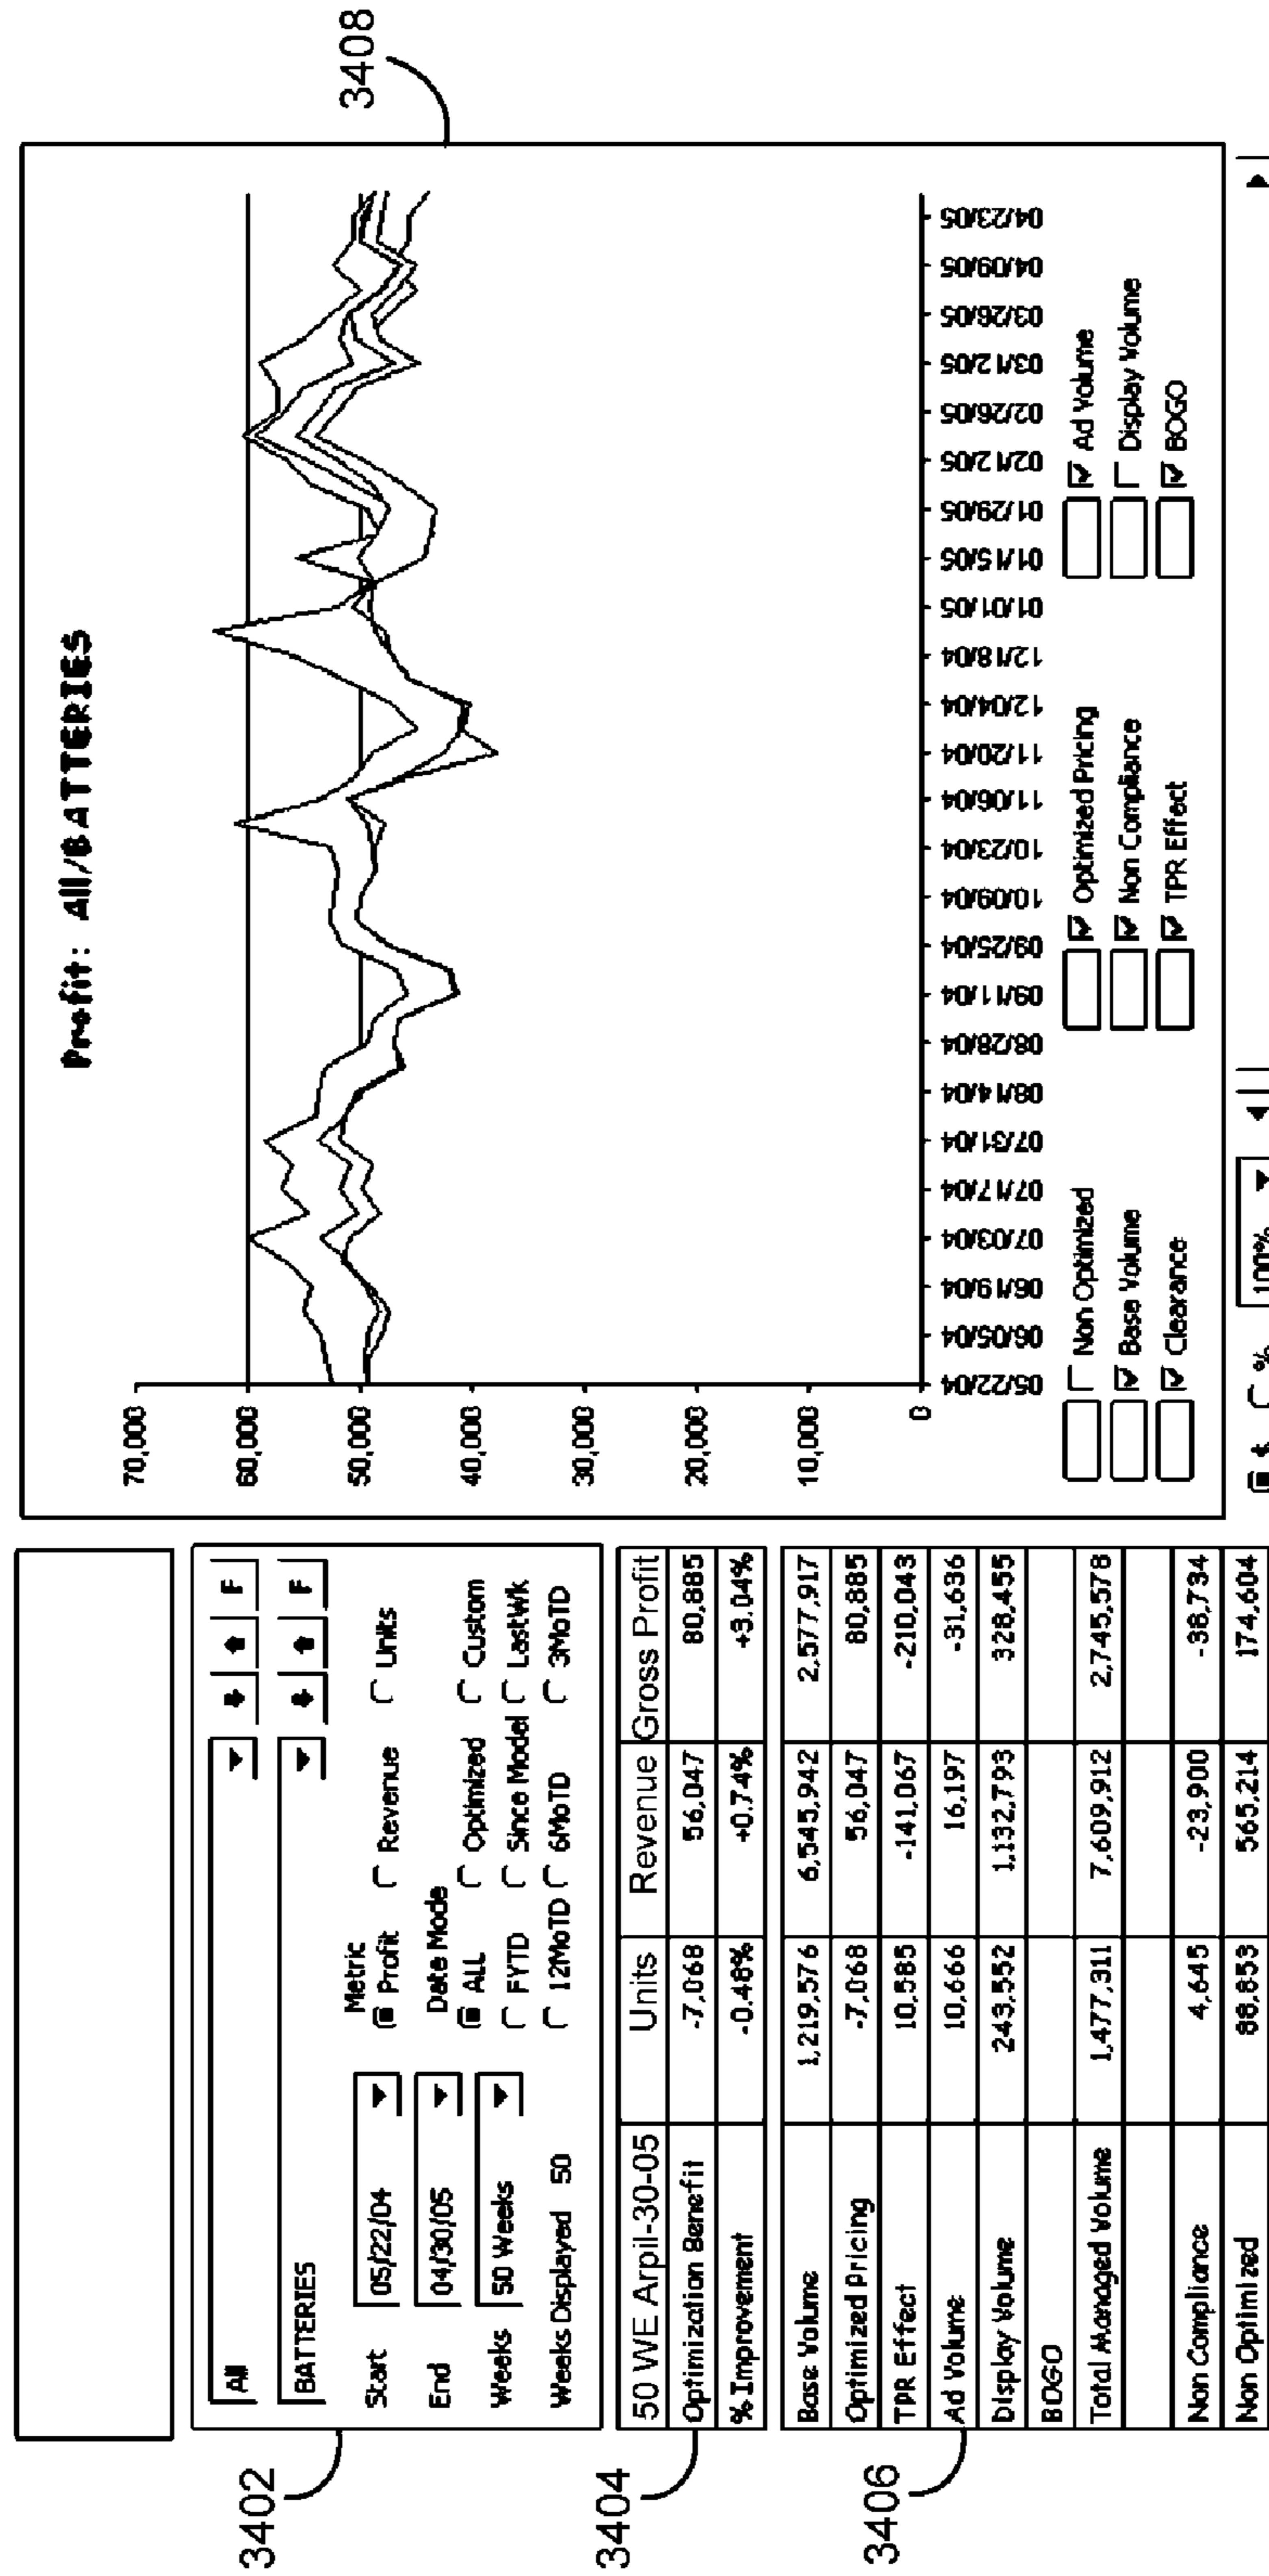 3402
All F
BATTERIES F
Start 05/22/04
End 04/30/05
Weeks 50 Weeks
Weeks Displayed 50
Metric
Profit Revenue Units
Date Mode
ALL Optimized Custom
FYTD Since Model LastWk
12MoTD 6MoTD 3MoTD
3404
50 WE Arpil-30-05 Units Revenue Gross Profit
Optimization Benefit -7,068 56,047 80,885
% Improvement -0.48% +0.74% +3.04%
3406
Base Volume 1,219,576 6,545,942 2,577,917
Optimized Pricing -7,068 56,047 80,885
TPR Effect 10,585 -141,067 -210,043
Ad Volume 10,666 16,197 -31,636
Display Volume 243,552 1,132,793 328,455
BOGO
Total Managed Volume 1,477,311 7,609,912 2,745,578
Non Compliance 4,645 -23,900 -38,734
Non Optimized 88,853 565,214 174,604
3408
Profit: All/BATTERIES
70,000
60,000
50,000
40,000
30,000
20,000
10,000
0
05/22/04
06/05/04
06/19/04
07/03/04
07/17/04
07/31/04
08/14/04
08/28/04
09/11/04
09/25/04
10/09/04
10/23/04
11/06/04
11/20/04
12/04/04
12/18/04
01/01/05
01/15/05
01/29/05
02/12/05
02/26/05
03/12/05
03/26/05
04/09/05
04/23/05
Non Optimized Optimized Pricing Ad Volume
Base Volume Non Compliance Display Volume
Clearance TPR Effect BOGO
$ % 100%